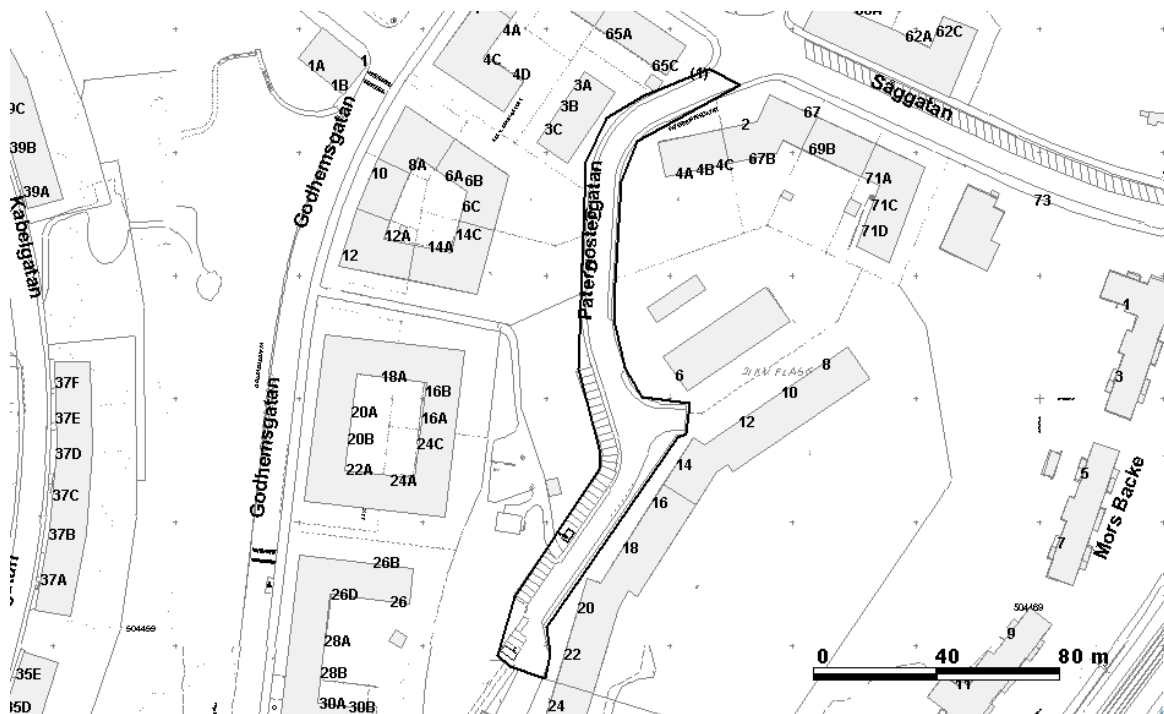 62A
62C
4A
65A
1
1A
4C
65C
(1)
4D
1B
3A
Såggatan
9C
3B
67
3C
2
39B
8A
69B
67B
4C
4B
4A
10
6A
6B
71A
39A
6C
71C
73
Godhemsgatan
Kabelgatan
12A
14C
71D
14A
12
Paternostergatan
1
37F
18A
16B
6
8
3
37E
20A
16A
10
20B
24C
12
37D
22A
24A
14
5
37C
Godhemsgatan
16
Mors Backe
37B
18
7
26B
37A
26D
26
20
504469
504469
9
28A
22
0
40
80 m
35E
28B
11
35D
30A
30B
24